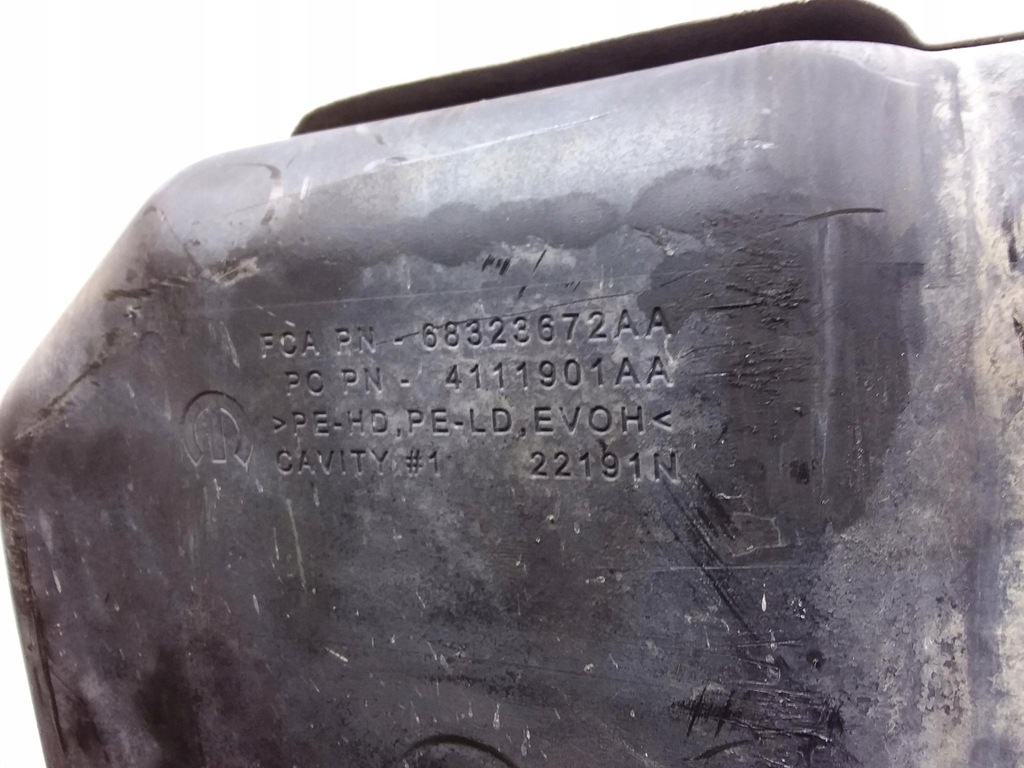 FCA PN - 68323672AA
PC PN - 4111901AA
>PE-HD,PE-LD,EVOH<
CAVITY #1 22191N